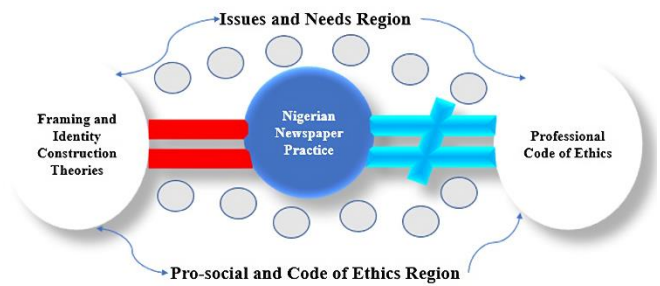 Issues and Needs Region
Framing and
Identity
Construction
Theories
Nigerian
Newspaper
Practice
Professional
Code of Ethics
Pro-social and Code of Ethics Region